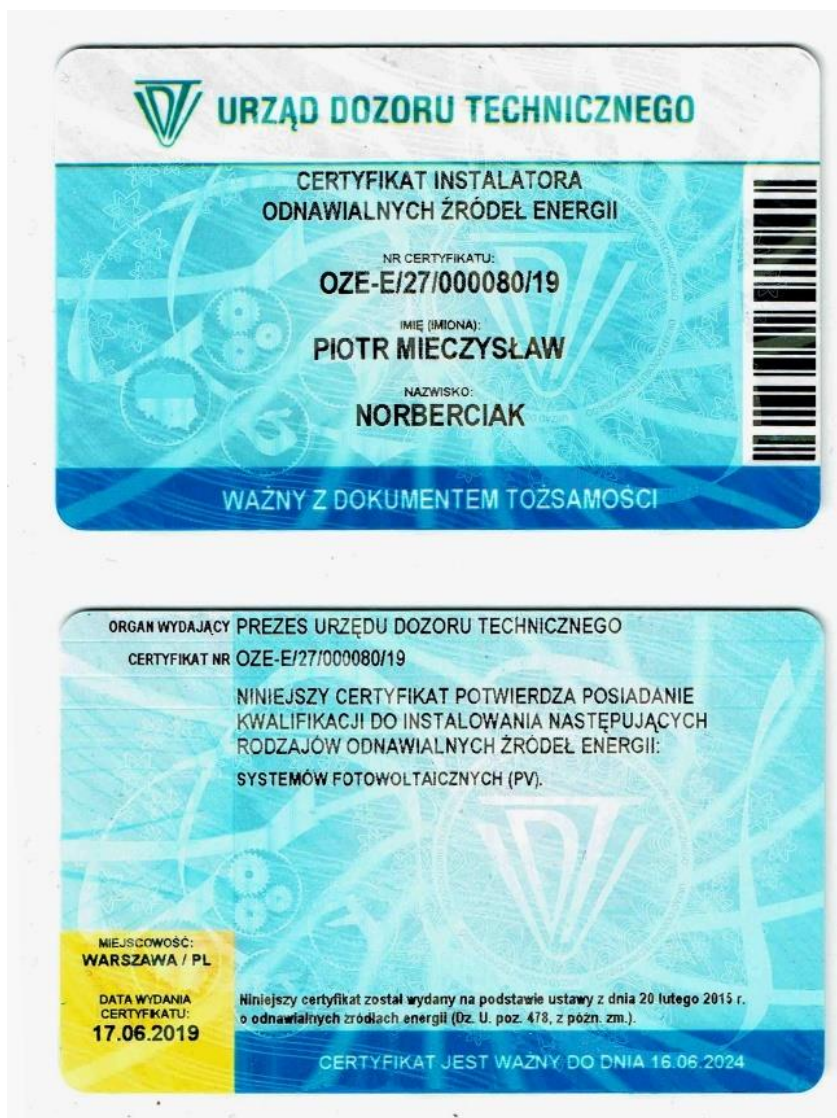 URZĄD DOZORU TECHNICZNEGO
CERTYFIKAT INSTALATORA
ODNAWIALNYCH ŹRÓDEŁ ENERGII
NR CERTYFIKATU:
OZE-E/27/000080/19
IMIĘ (IMIONA):
PIOTR MIECZYSŁAW
NAZWISKO:
NORBERCIAK
WAŻNY Z DOKUMENTEM TOŻSAMOŚCI
ORGAN WYDAJĄCY PREZES URZĘDU DOZORU TECHNICZNEGO
CERTYFIKAT NR OZE-E/27/000080/19
NINIEJSZY CERTYFIKAT POTWIERDZA POSIADANIE
KWALIFIKACJI DO INSTALOWANIA NASTĘPUJĄCYCH
RODZAJÓW ODNAWIALNYCH ŹRÓDEŁ ENERGII:
SYSTEMÓW FOTOWOLTAICZNYCH (PV).
MIEJSCOWOŚĆ:
WARSZAWA / PL
DATA WYDANIA
CERTYFIKATU:
17.06.2019
Niniejszy certyfikat został wydany na podstawie ustawy z dnia 20 lutego 2015 r.
o odnawialnych źródłach energii (Dz. U. poz. 478, z późn. zm.).
CERTYFIKAT JEST WAŻNY DO DNIA 16.06.2024